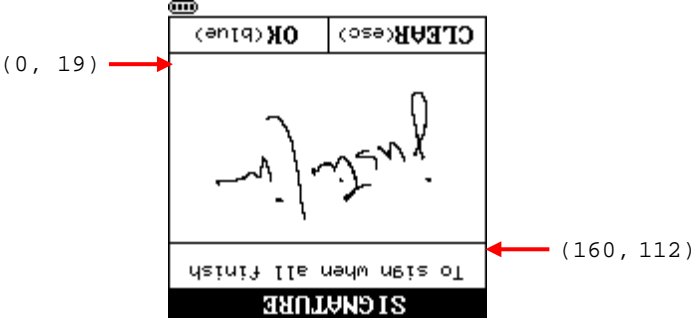 (0, 19)
SIGNATURE
To sign when all finish
CLEAR(esc) OK(blue)
(160, 112)